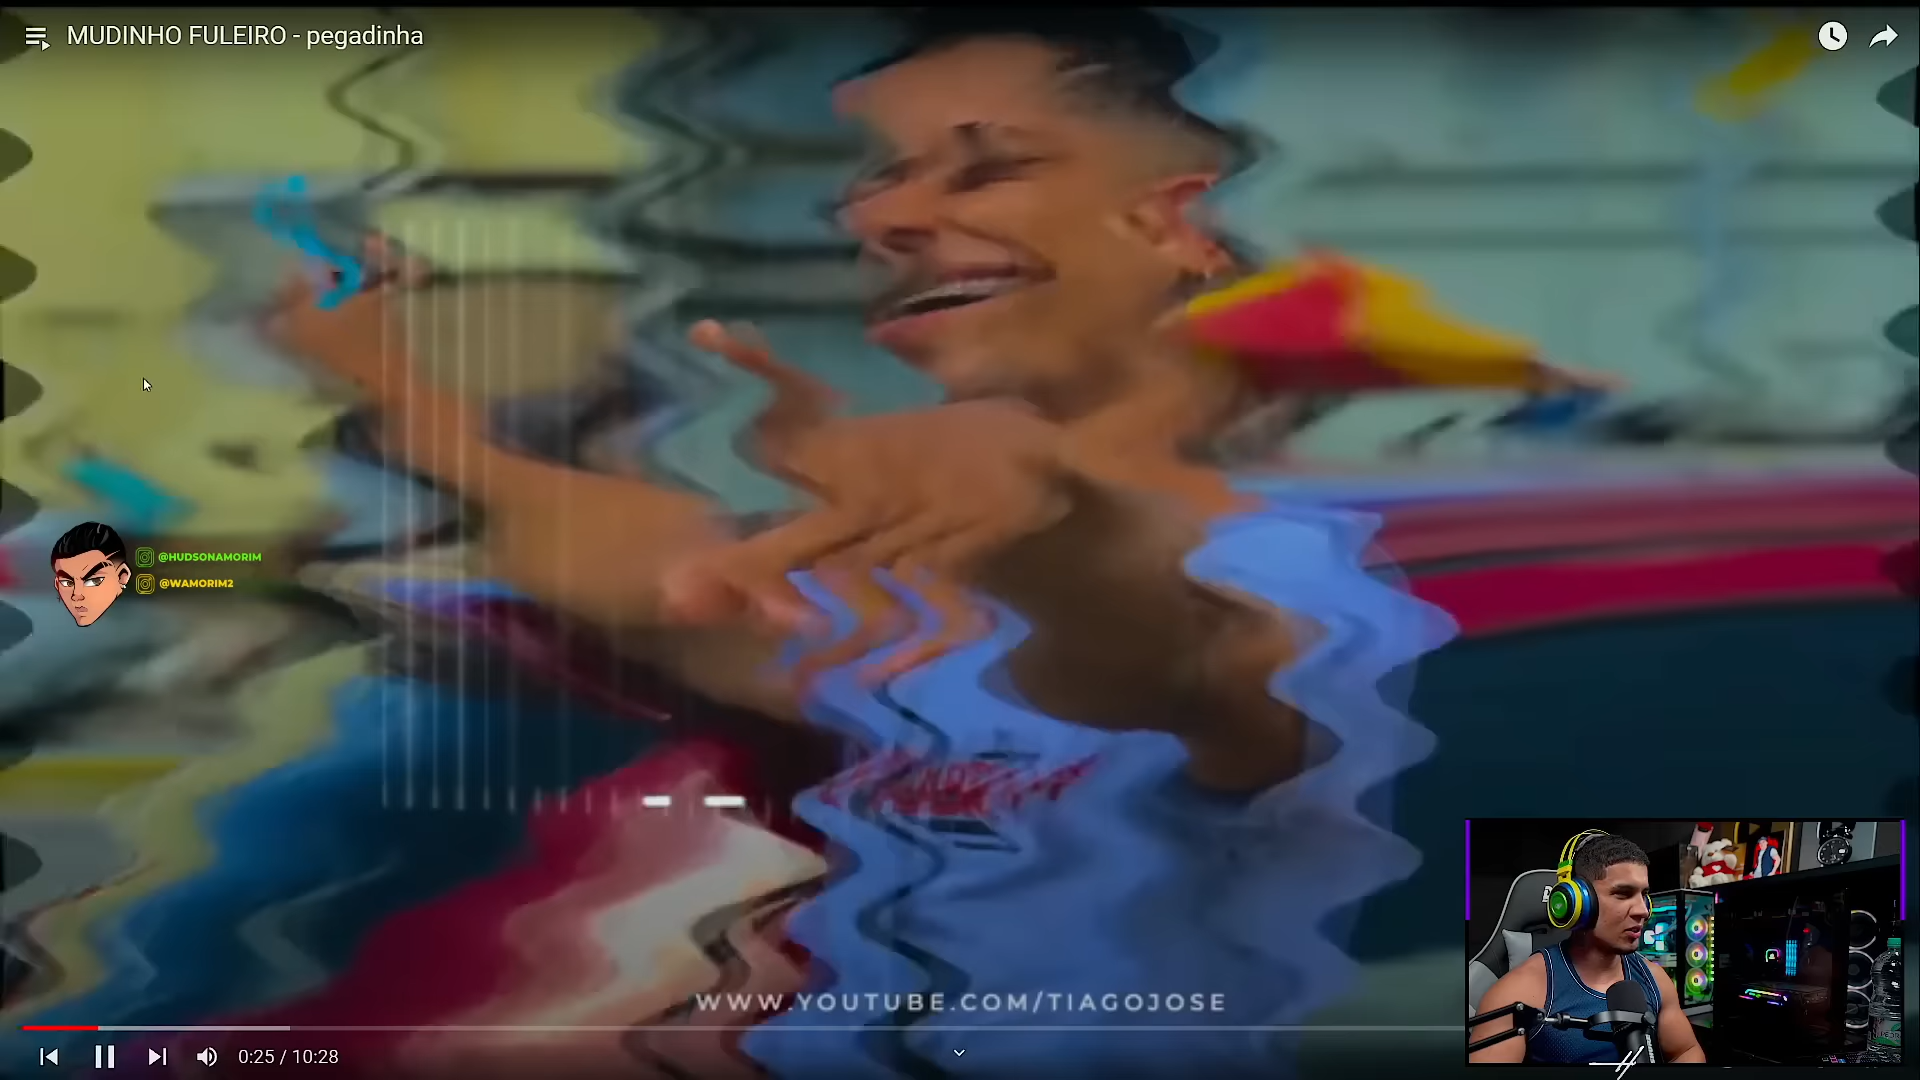 MUDINHO FULEIRO - pegadinha
@HUDSONAMORIM
@WAMORIM2
WWW.YOUTUBE.COM/TIAGOJOSE
0:25 / 10:28